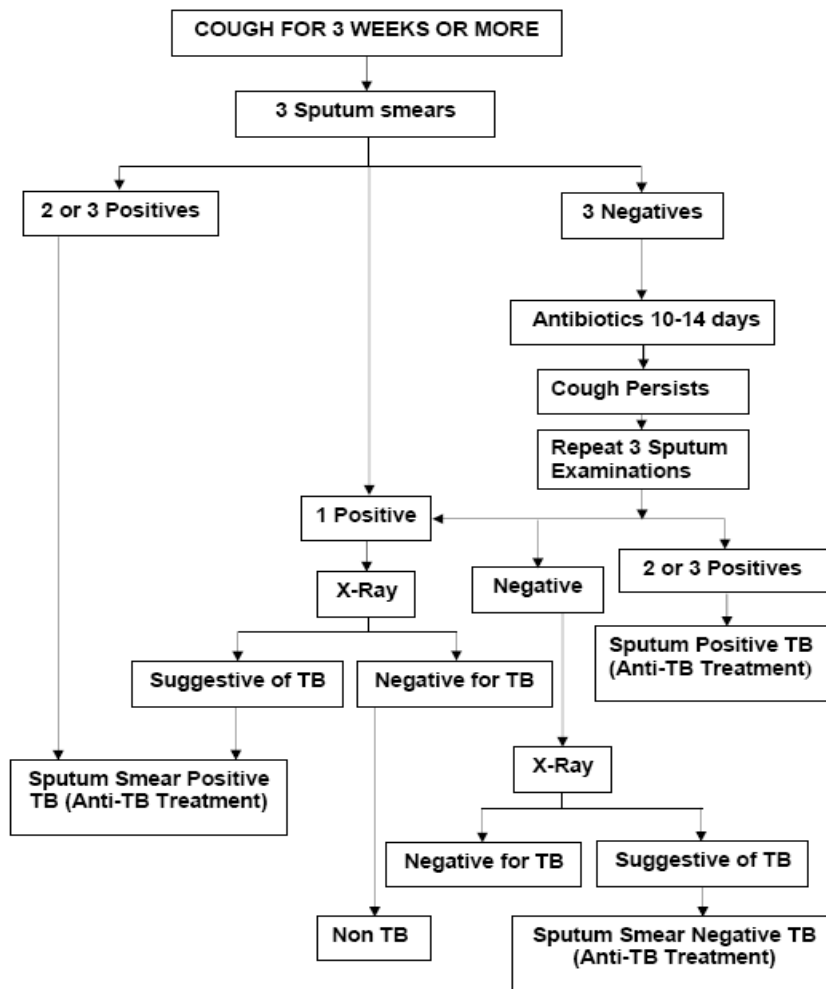 COUGH FOR 3 WEEKS OR MORE
3 Sputum smears
2 or 3 Positives
3 Negatives
Antibiotics 10-14 days
Cough Persists
Repeat 3 Sputum
Examinations
1 Positive
Negative
2 or 3 Positives
X-Ray
Sputum Positive TB
(Anti-TB Treatment)
Suggestive of TB
Negative for TB
Sputum Smear Positive
TB (Anti-TB Treatment)
X-Ray
Negative for TB
Suggestive of TB
Non TB
Sputum Smear Negative TB
(Anti-TB Treatment)